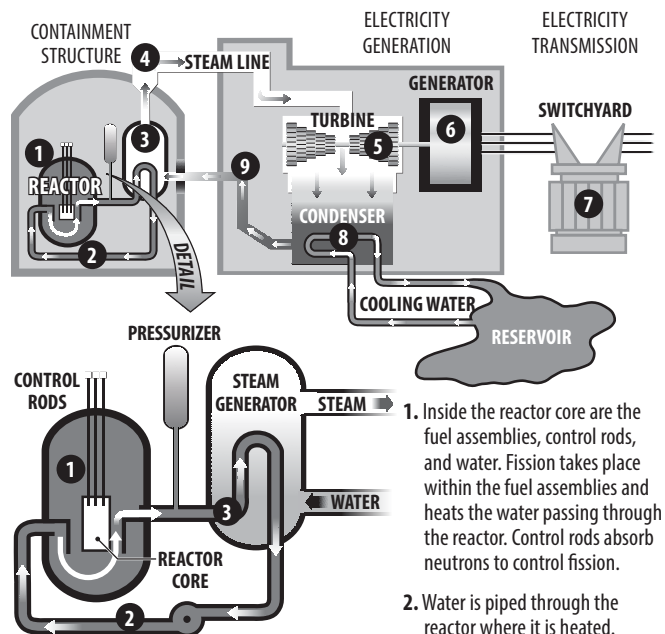 CONTAINMENT
STRUCTURE
ELECTRICITY
GENERATION
ELECTRICITY
TRANSMISSION
4
STEAM LINE
GENERATOR
SWITCHYARD
TURBINE
3
1
REACTOR
9
5
6
7
CONDENSER
8
2
DETAIL
COOLING WATER
RESERVOIR
PRESSURIZER
CONTROL
RODS
STEAM
GENERATOR
STEAM
1
3
WATER
REACTOR
CORE
2
1. Inside the reactor core are the
fuel assemblies, control rods,
and water. Fission takes place
within the fuel assemblies and
heats the water passing through
the reactor. Control rods absorb
neutrons to control fission.
2. Water is piped through the
reactor where it is heated.